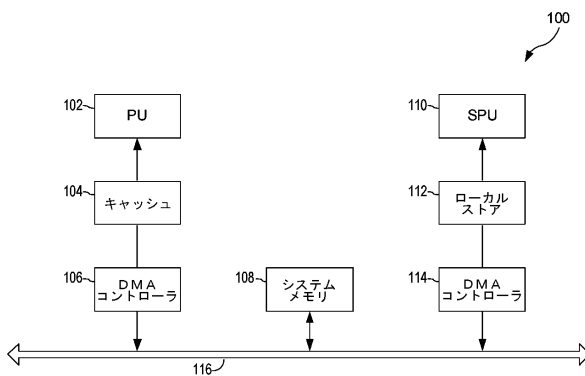 100
102
PU
110
SPU
104
キャッシュ
112
ローカル
ストア
106
DMA
コントローラ
108
システム
メモリ
114
DMA
コントローラ
116